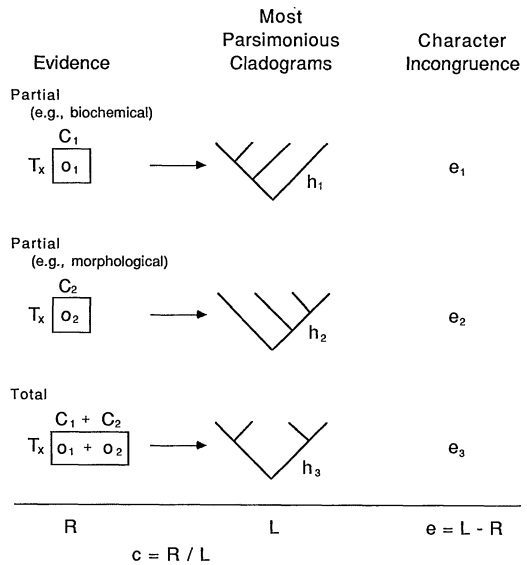 Evidence
Most
Parsimonious
Cladograms
Character
Incongruence
Partial
(e.g., biochemical)
C1
Tx o1
h1
e1
Partial
(e.g., morphological)
C2
Tx o2
h2
e2
Total
C1 + C2
Tx o1 + o2
h3
e3
R L e = L - R
c = R / L